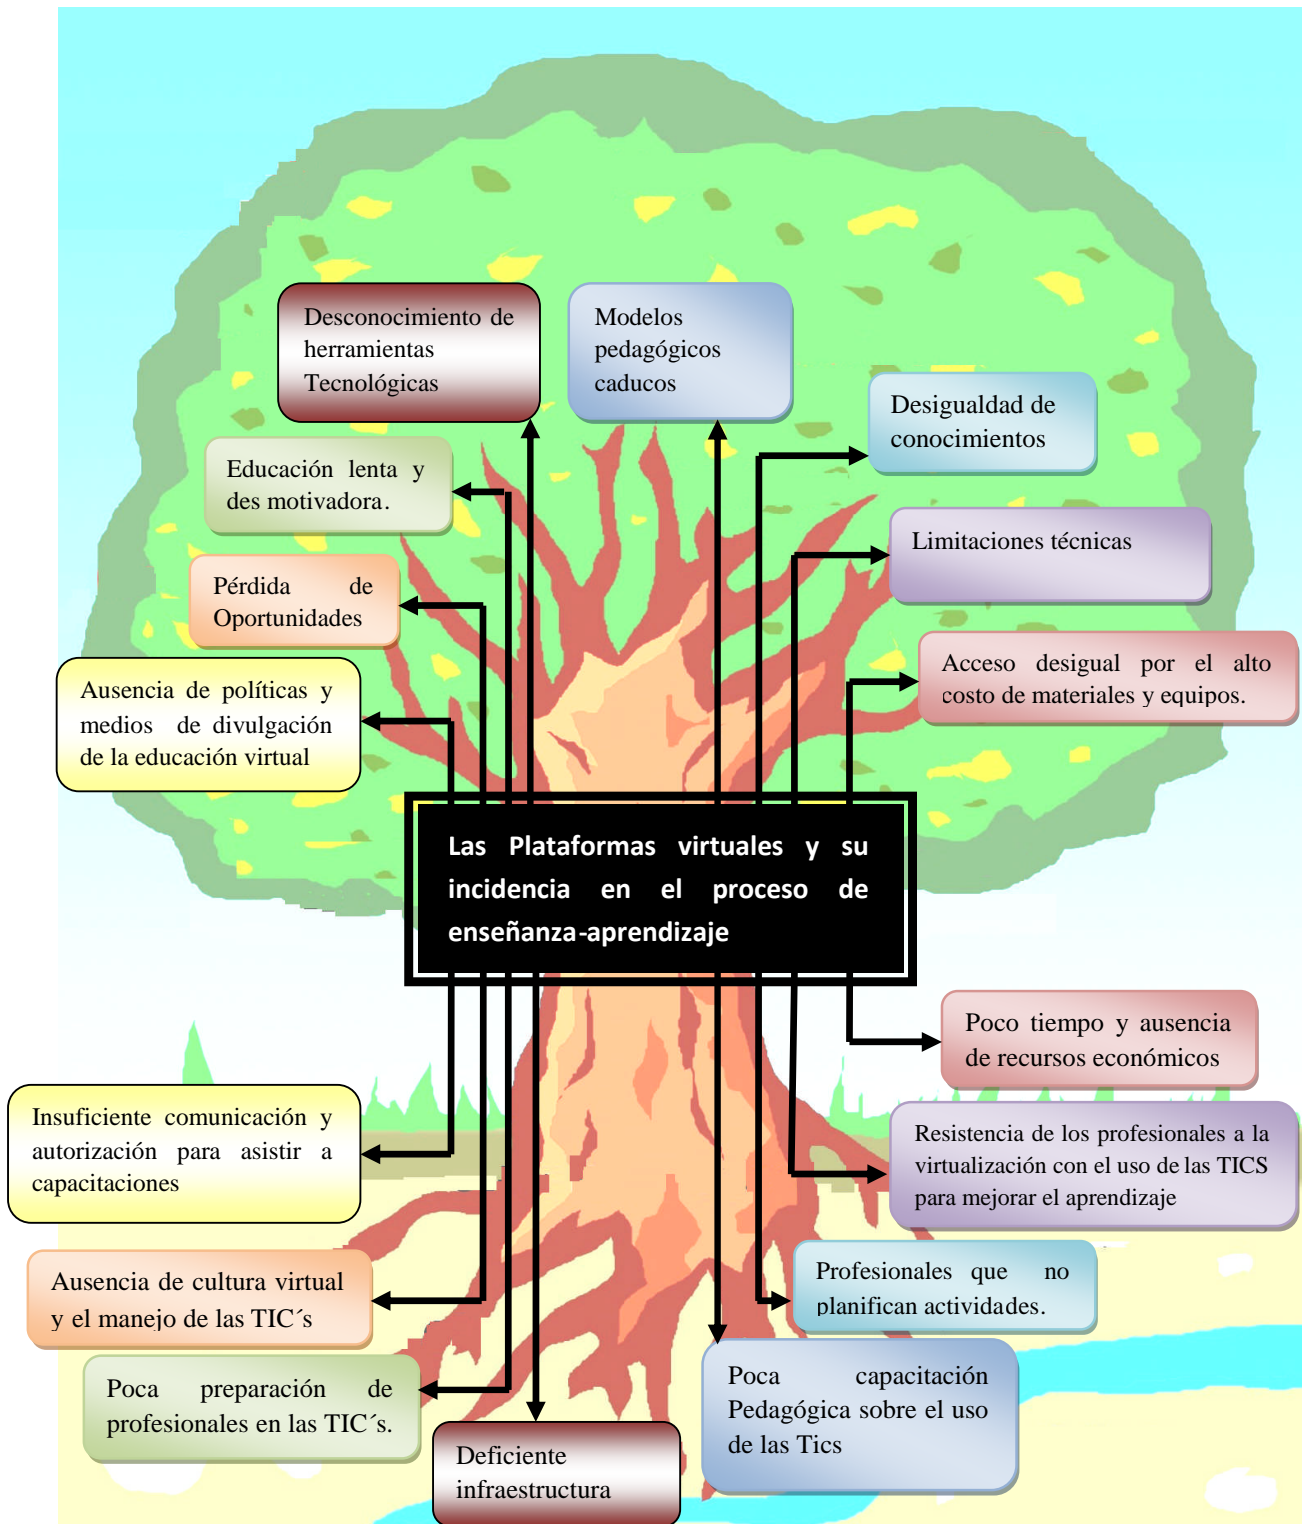 Desconocimiento de
herramientas
Tecnológicas
Modelos
pedagógicos
caducos
Desigualdad de
conocimientos
Educación lenta y
des motivadora.
Limitaciones técnicas
Pérdida de
Oportunidades
Acceso desigual por el alto
costo de materiales y equipos.
Ausencia de políticas y
medios de divulgación
de la educación virtual
Las Plataformas virtuales y su
incidencia en el proceso de
enseñanza-aprendizaje
Poco tiempo y ausencia
de recursos económicos
Insuficiente comunicación y
autorización para asistir a
capacitaciones
Resistencia de los profesionales a la
virtualización con el uso de las TICS
para mejorar el aprendizaje
Ausencia de cultura virtual
y el manejo de las TIC´s
Profesionales que no
planifican actividades.
Poca preparación de
profesionales en las TIC´s.
Poca capacitación
Pedagógica sobre el uso
de las Tics
Deficiente
infraestructura